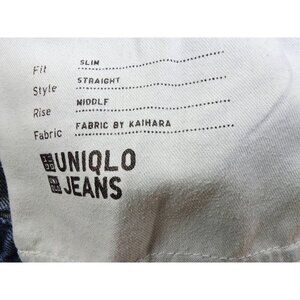 Fit SLIM
Style STRAIGHT
Rise MIDDLE
Fabric FABRIC BY KAIHARA
UNIQLO
JEANS